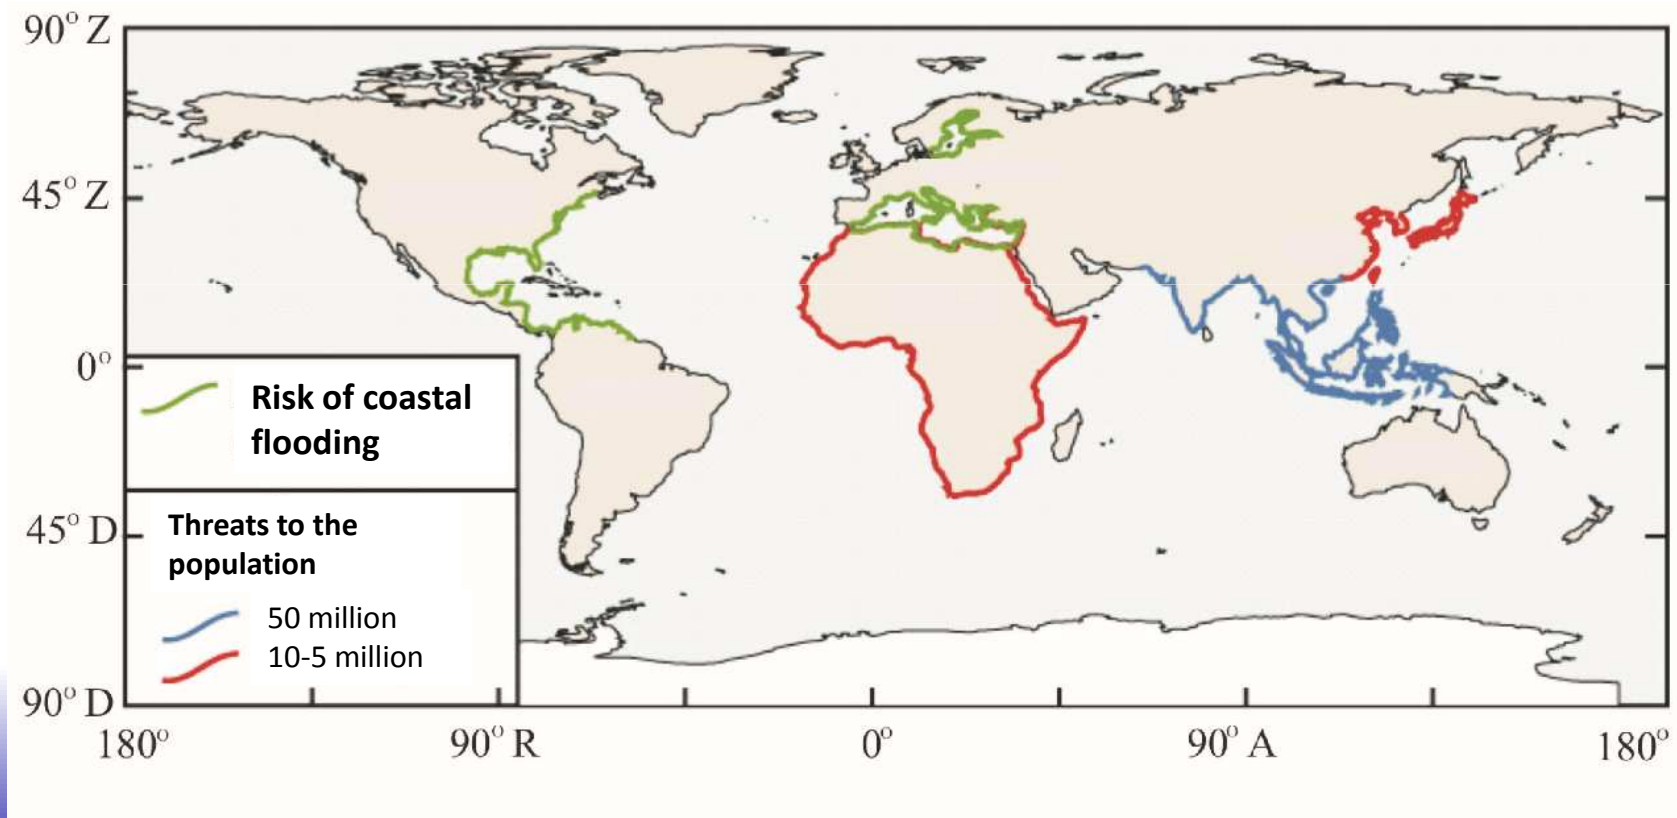 90° Z
45° Z
0°
45° D
90° D
Risk of coastal
flooding
Threats to the
population
50 million
10-5 million
180°
90° R
0°
90° A
180°